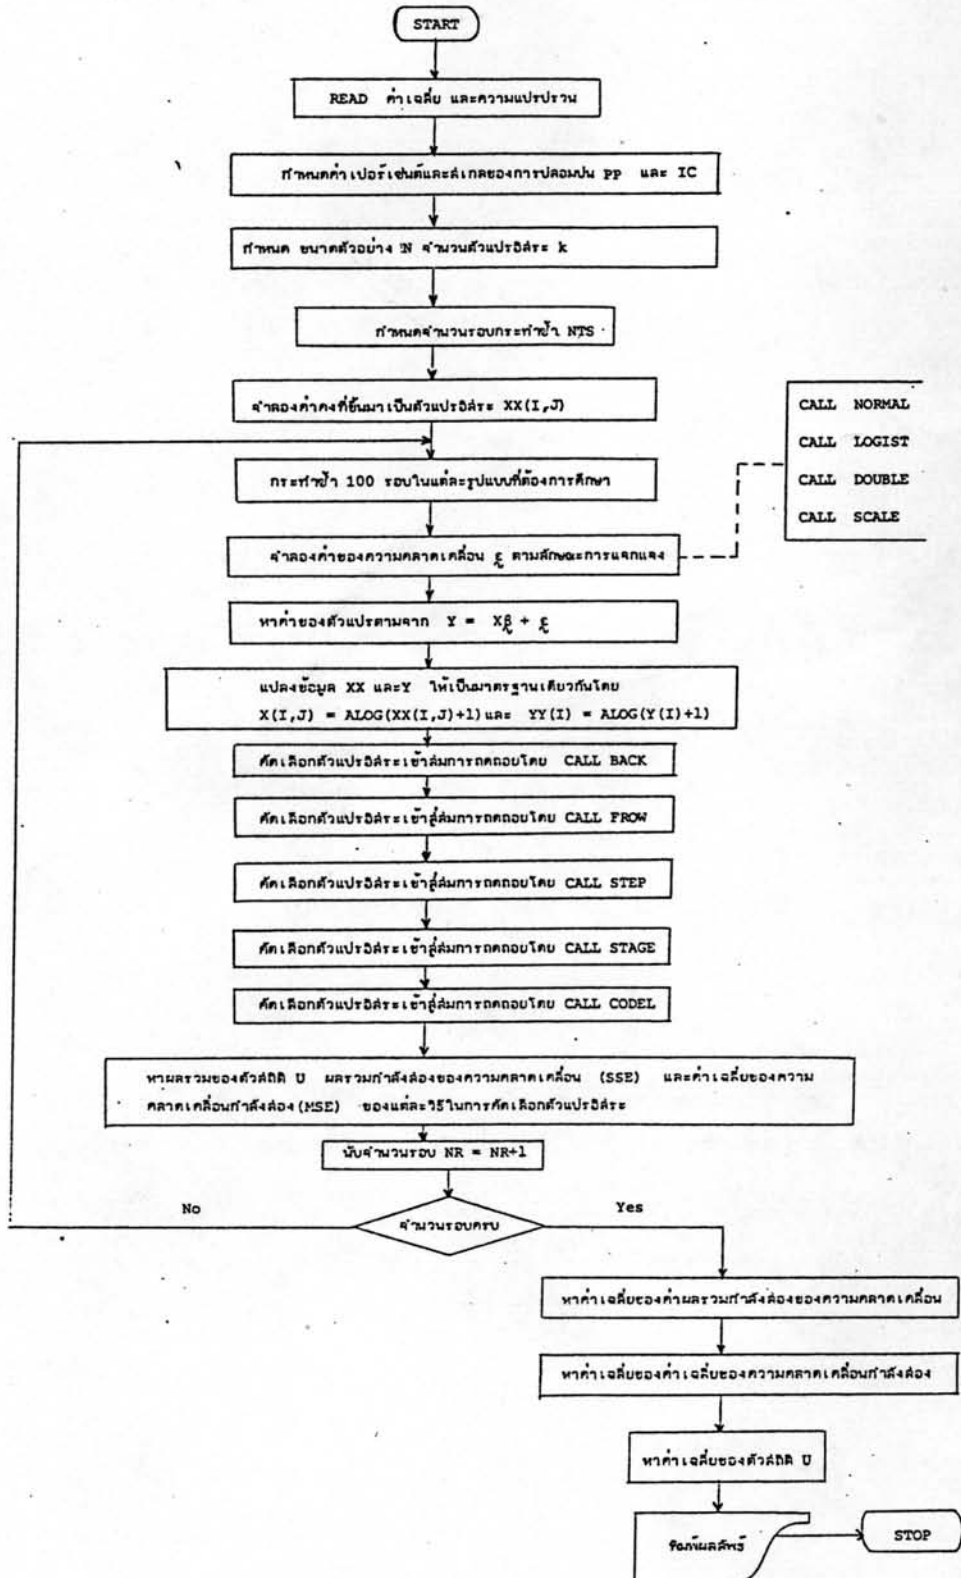 START
READ ค่าเฉลี่ย และความแปรปรวน
กำหนดค่าเปอร์เซนต์และสเกลของการปลอมปน PP และ IC
กำหนด ขนาดตัวอย่าง N จำนวนตัวแปรอิสระ k
กำหนดจำนวนรอบกระทำซ้ำ NTS
จำลองค่าคงที่ขึ้นมาเป็นตัวแปรอิสระ XX(I,J)
กระทำซ้ำ 100 รอบในแต่ละรูปแบบที่ต้องการศึกษา
จำลองค่าของความคลาดเคลื่อน ε ตามลักษณะการแจกแจง
CALL NORMAL
CALL LOGIST
CALL DOUBLE
CALL SCALE
หาค่าของตัวแปรตามจาก Y = Xβ + ε
แปลงข้อมูล XX และY ให้เป็นมาตรฐานเดียวกันโดย
X(I,J) = ALOG(XX(I,J)+1) และ YY(I) = ALOG(Y(I)+1)
คัดเลือกตัวแปรอิสระเข้าสมการถดถอยโดย CALL BACK
คัดเลือกตัวแปรอิสระเข้าสู่สมการถดถอยโดย CALL FROW
คัดเลือกตัวแปรอิสระเข้าสู่สมการถดถอยโดย CALL STEP
คัดเลือกตัวแปรอิสระเข้าสู่สมการถดถอยโดย CALL STAGE
คัดเลือกตัวแปรอิสระเข้าสู่สมการถดถอยโดย CALL CODEL
หาผลรวมของตัวสถิติ U ผลรวมกำลังสองของความคลาดเคลื่อน (SSE) และค่าเฉลี่ยของความ
คลาดเคลื่อนกำลังสอง(MSE) ของแต่ละวิธีในการคัดเลือกตัวแปรอิสระ
นับจำนวนรอบ NR = NR+1
No
จำนวนรอบครบ
Yes
หาค่าเฉลี่ยของค่าผลรวมกำลังสองของความคลาดเคลื่อน
หาค่าเฉลี่ยของค่าเฉลี่ยของความคลาดเคลื่อนกำลังสอง
หาค่าเฉลี่ยของตัวสถิติ U
พิมพ์ผลลัพธ์
STOP